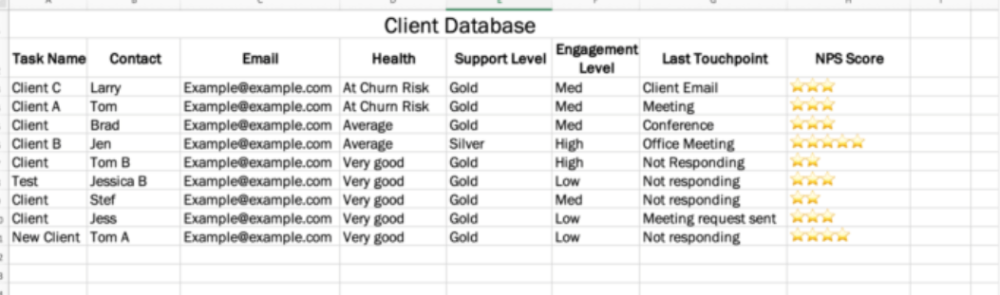 Client Database
Task Name Contact Email Health Support Level Engagement Level Last Touchpoint NPS Score
Client C Larry Example@example.com At Churn Risk Gold Med Client Email ⭐⭐⭐
Client A Tom Example@example.com At Churn Risk Gold Med Meeting ⭐⭐⭐
Client Brad Example@example.com Average Gold Med Conference ⭐⭐⭐
Client B Jen Example@example.com Average Silver High Office Meeting ⭐⭐⭐⭐⭐
Client Tom B Example@example.com Very good Gold High Not Responding ⭐⭐
Test Jessica B Example@example.com Very good Gold Low Not responding ⭐⭐⭐
Client Stef Example@example.com Very good Gold Med Not responding ⭐⭐
Client Jess Example@example.com Very good Gold Low Meeting request sent ⭐⭐⭐
New Client Tom A Example@example.com Very good Gold Low Not responding ⭐⭐⭐⭐